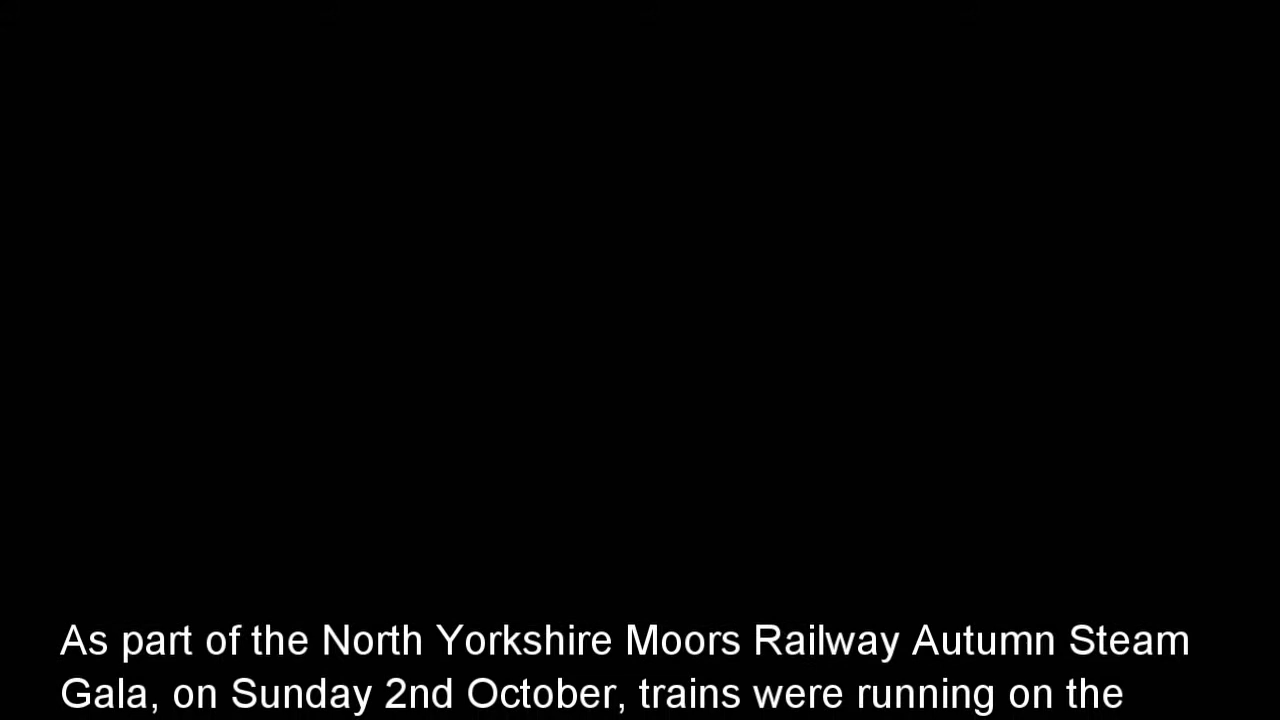 As part of the North Yorkshire Moors Railway Autumn Steam
Gala, on Sunday 2nd October, trains were running on the